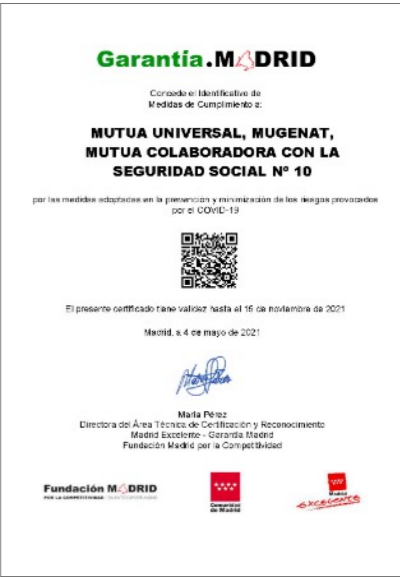 Garantía.MADRID
Concede el Identificativo de
Medidas de Cumplimiento a:
MUTUA UNIVERSAL, MUGENAT,
MUTUA COLABORADORA CON LA
SEGURIDAD SOCIAL Nº 10
por las medidas adoptadas en la prevención y minimización de los riesgos provocados
por el COVID-19
El presente certificado tiene validez hasta el 15 de noviembre de 2021
Madrid, a 4 de mayo de 2021
María Pérez
Directora del Área Técnica de Certificación y Reconocimiento
Madrid Excelente - Garantía Madrid
Fundación Madrid por la Competitividad
Fundación MADRID
POR LA COMPETITIVIDAD
Comunidad
de Madrid
Madrid
EXCELENTE